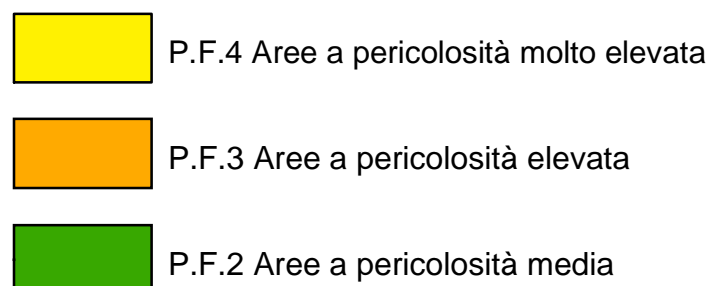 P.F.4 Aree a pericolosità molto elevata
P.F.3 Aree a pericolosità elevata
P.F.2 Aree a pericolosità media